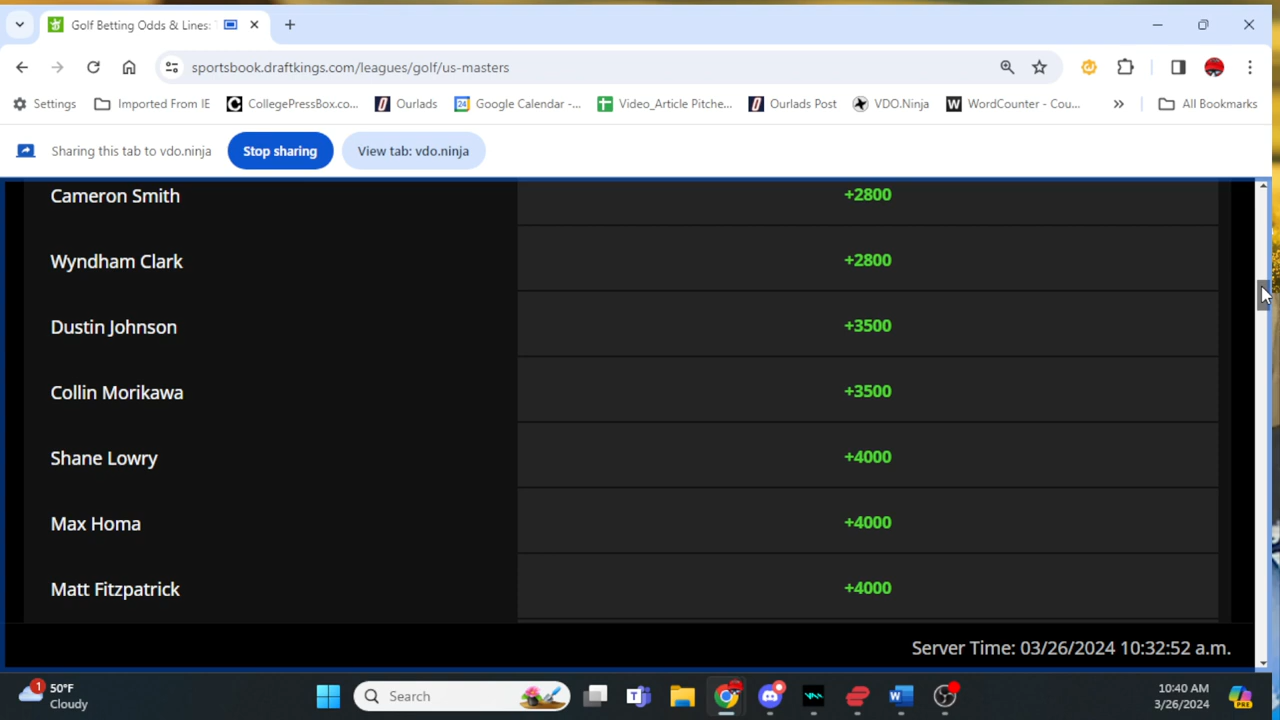 Golf Betting Odds & Lines:
sportsbook.draftkings.com/leagues/golf/us-masters
Settings Imported From IE CollegePressBox.co... Ourlads Google Calendar -... Video_Article Pitche... Ourlads Post VDO.Ninja WordCounter - Cou... » All Bookmarks
Sharing this tab to vdo.ninja Stop sharing View tab: vdo.ninja
Cameron Smith +2800
Wyndham Clark +2800
Dustin Johnson +3500
Collin Morikawa +3500
Shane Lowry +4000
Max Homa +4000
Matt Fitzpatrick +4000
Server Time: 03/26/2024 10:32:52 a.m.
1 50°F Search 10:40 AM
Cloudy 3/26/2024 PRE